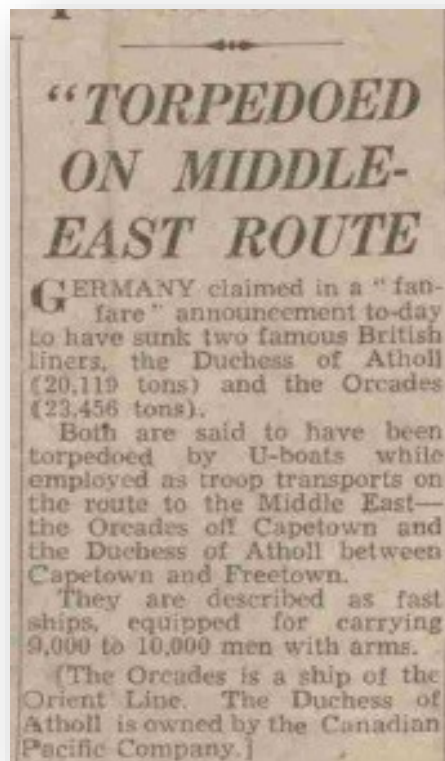 “TORPEDOED
ON MIDDLE-
EAST ROUTE
GERMANY claimed in a “fan-
fare” announcement to-day
to have sunk two famous British
liners, the Duchess of Atholl
(20,119 tons) and the Orcades
(23,456 tons).
Both are said to have been
torpedoed by U-boats while
employed as troop transports on
the route to the Middle East—
the Orcades off Capetown and
the Duchess of Atholl between
Capetown and Freetown.
They are described as fast
ships, equipped for carrying
9,000 to 10,000 men with arms.
[The Orcades is a ship of the
Orient Line. The Duchess of
Atholl is owned by the Canadian
Pacific Company.]